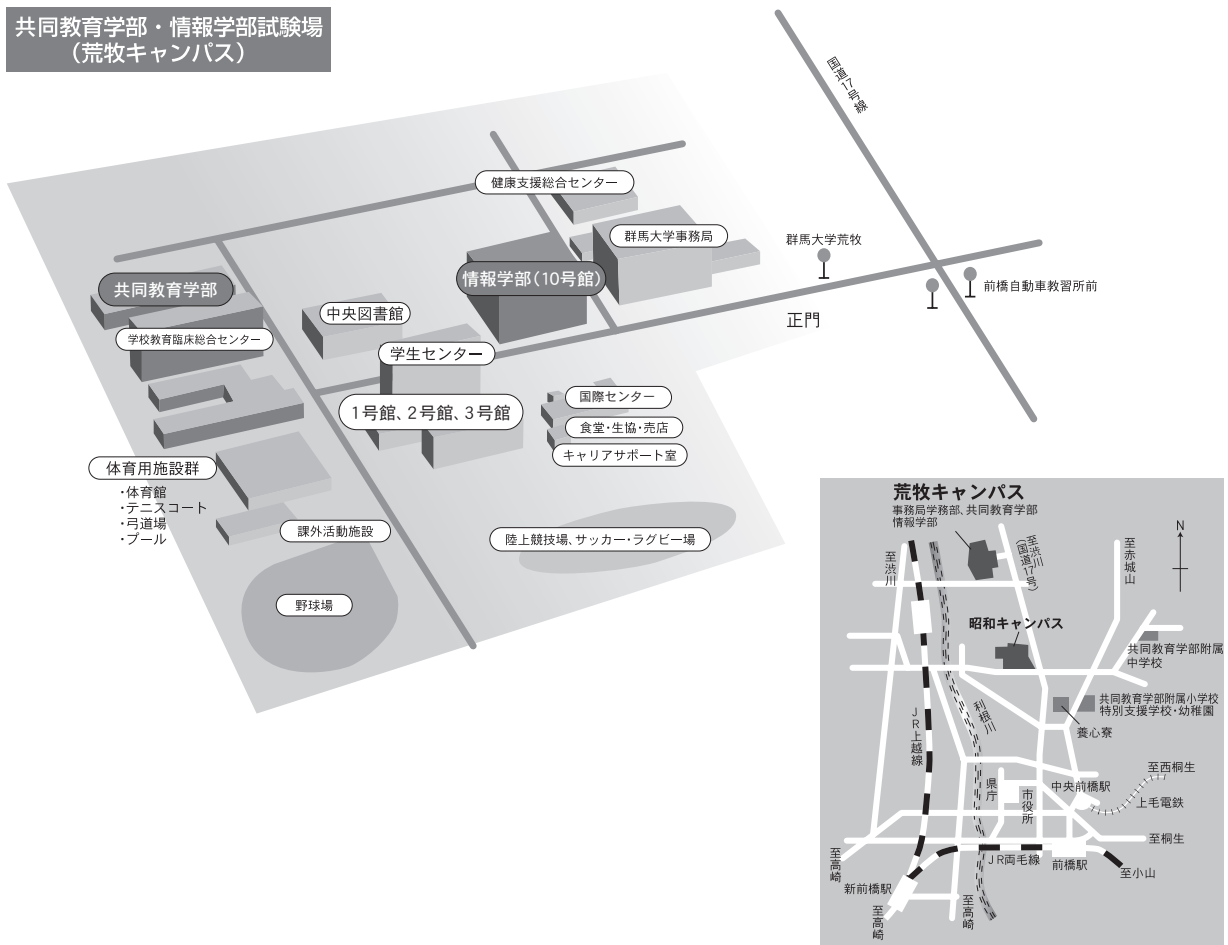 共同教育学部・情報学部試験場
（荒牧キャンパス）
国道17号線
健康支援総合センター
群馬大学事務局
群馬大学荒牧
情報学部(10号館)
前橋自動車教習所前
共同教育学部
中央図書館
正門
学校教育臨床総合センター
学生センター
国際センター
1号館、2号館、3号館
食堂・生協・売店
キャリアサポート室
体育用施設群
・体育館
・テニスコート
・弓道場
・プール
課外活動施設
陸上競技場、サッカー・ラグビー場
野球場
荒牧キャンパス
事務局学務部、共同教育学部
情報学部
N
至渋川
至渋川
(国道17号)
至赤城山
昭和キャンパス
共同教育学部附属
中学校
共同教育学部附属小学校
特別支援学校・幼稚園
養心寮
JR上越線
利根川
至西桐生
中央前橋駅
県庁
市役所
上毛電鉄
至桐生
至高崎
JR両毛線
前橋駅
至小山
新前橋駅
至高崎
至高崎